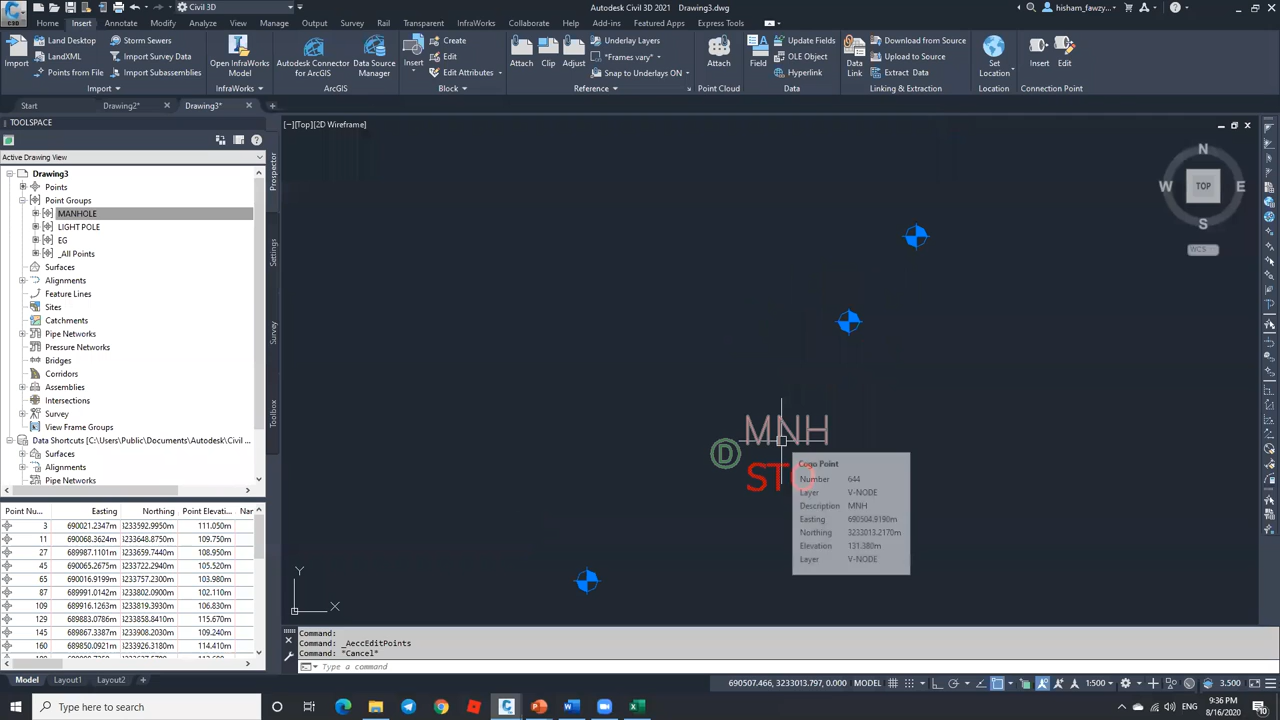 C3D
Civil 3D
Autodesk Civil 3D 2021
Drawing3.dwg
hisham_fawzy...
Home
Insert
Annotate
Modify
Analyze
View
Manage
Output
Survey
Rail
Transparent
InfraWorks
Collaborate
Help
Add-ins
Featured Apps
Express Tools
Import
Land Desktop
LandXML
Points from File
Storm Sewers
Import Survey Data
Import Subassemblies
Import
Open InfraWorks
Model
InfraWorks
Autodesk Connector
for ArcGIS
Data Source
Manager
ArcGIS
Insert
Create
Edit
Edit Attributes
Block
Attach
Clip
Adjust
Underlay Layers
*Frames vary*
Snap to Underlays ON
Reference
Attach
Point Cloud
Field
Update Fields
OLE Object
Hyperlink
Data
Data
Link
Download from Source
Upload to Source
Extract Data
Linking & Extraction
Set
Location
Location
Insert
Edit
Connection Point
Start
Drawing2*
Drawing3*
TOOLSPACE
Active Drawing View
Drawing3
Points
Point Groups
MANHOLE
LIGHT POLE
EG
_All Points
Surfaces
Alignments
Feature Lines
Sites
Catchments
Pipe Networks
Pressure Networks
Bridges
Corridors
Assemblies
Intersections
Survey
View Frame Groups
Data Shortcuts [C:\Users\Public\Documents\Autodesk\Civil ...
Surfaces
Alignments
Pipe Networks
Prospector
Settings
Survey
Toolbox
Point Nu... Easting Northing Point Elevati... Nar
3 690021.2347m 3233592.9950m 111.050m
11 690068.3624m 3233648.8750m 109.750m
27 689987.1101m 3233659.7440m 108.950m
45 690065.2675m 3233722.2940m 105.520m
65 690016.9199m 3233757.2300m 103.980m
87 689991.0142m 3233802.0900m 102.110m
109 689916.1263m 3233819.3930m 106.830m
129 689883.0786m 3233858.8410m 115.670m
145 689867.3387m 3233908.2030m 109.240m
160 689850.0921m 3233926.3180m 114.410m
[−][Top][2D Wireframe]
N
W
TOP
E
S
WCS
MNH
D
STO
Cogo Point
Number 644
Layer V-NODE
Description MNH
Easting 690504.9190m
Northing 3233013.2170m
Elevation 131.380m
Layer V-NODE
Y
X
Command:
Command: _AeccEditPoints
Command: *Cancel*
Type a command
Model
Layout1
Layout2
690507.466, 3233013.797, 0.000
MODEL
1:500
3.500
Type here to search
ENG
9:36 PM
8/16/2020